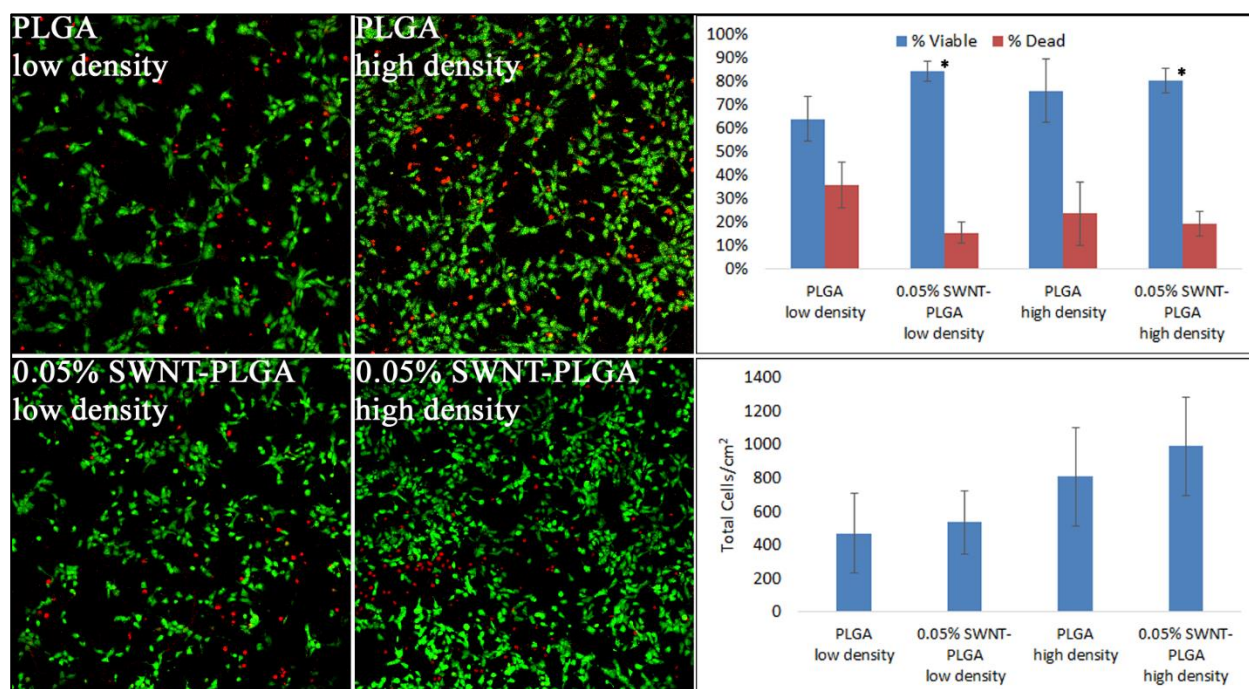 PLGA
low density
PLGA
high density
0.05% SWNT-PLGA
low density
0.05% SWNT-PLGA
high density
% Viable
% Dead
100%
90%
80%
70%
60%
50%
40%
30%
20%
10%
0%
*
*
PLGA
low density
0.05% SWNT-
PLGA
low density
PLGA
high density
0.05% SWNT-
PLGA
high density
Total Cells/cm²
1400
1200
1000
800
600
400
200
0
PLGA
low density
0.05% SWNT-
PLGA
low density
PLGA
high density
0.05% SWNT-
PLGA
high density